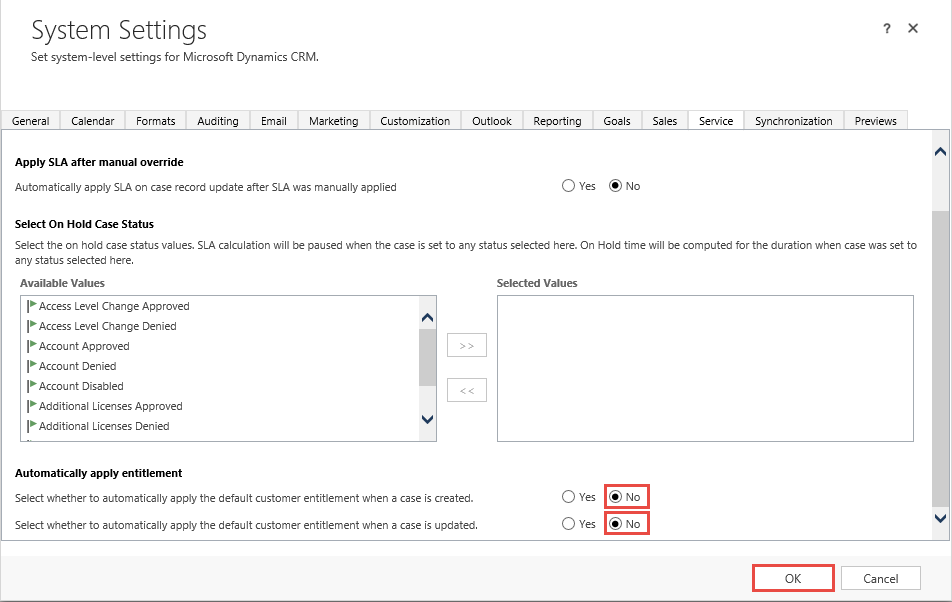 System Settings
? ✕
Set system-level settings for Microsoft Dynamics CRM.
General Calendar Formats Auditing Email Marketing Customization Outlook Reporting Goals Sales Service Synchronization Previews
Apply SLA after manual override
Automatically apply SLA on case record update after SLA was manually applied Yes No
Select On Hold Case Status
Select the on hold case status values. SLA calculation will be paused when the case is set to any status selected here. On Hold time will be computed for the duration when case was set to
any status selected here.
Available Values Selected Values
Access Level Change Approved
Access Level Change Denied
Account Approved
>>
Account Denied
Account Disabled
<<
Additional Licenses Approved
Additional Licenses Denied
Automatically apply entitlement
Select whether to automatically apply the default customer entitlement when a case is created. Yes No
Select whether to automatically apply the default customer entitlement when a case is updated. Yes No
OK Cancel